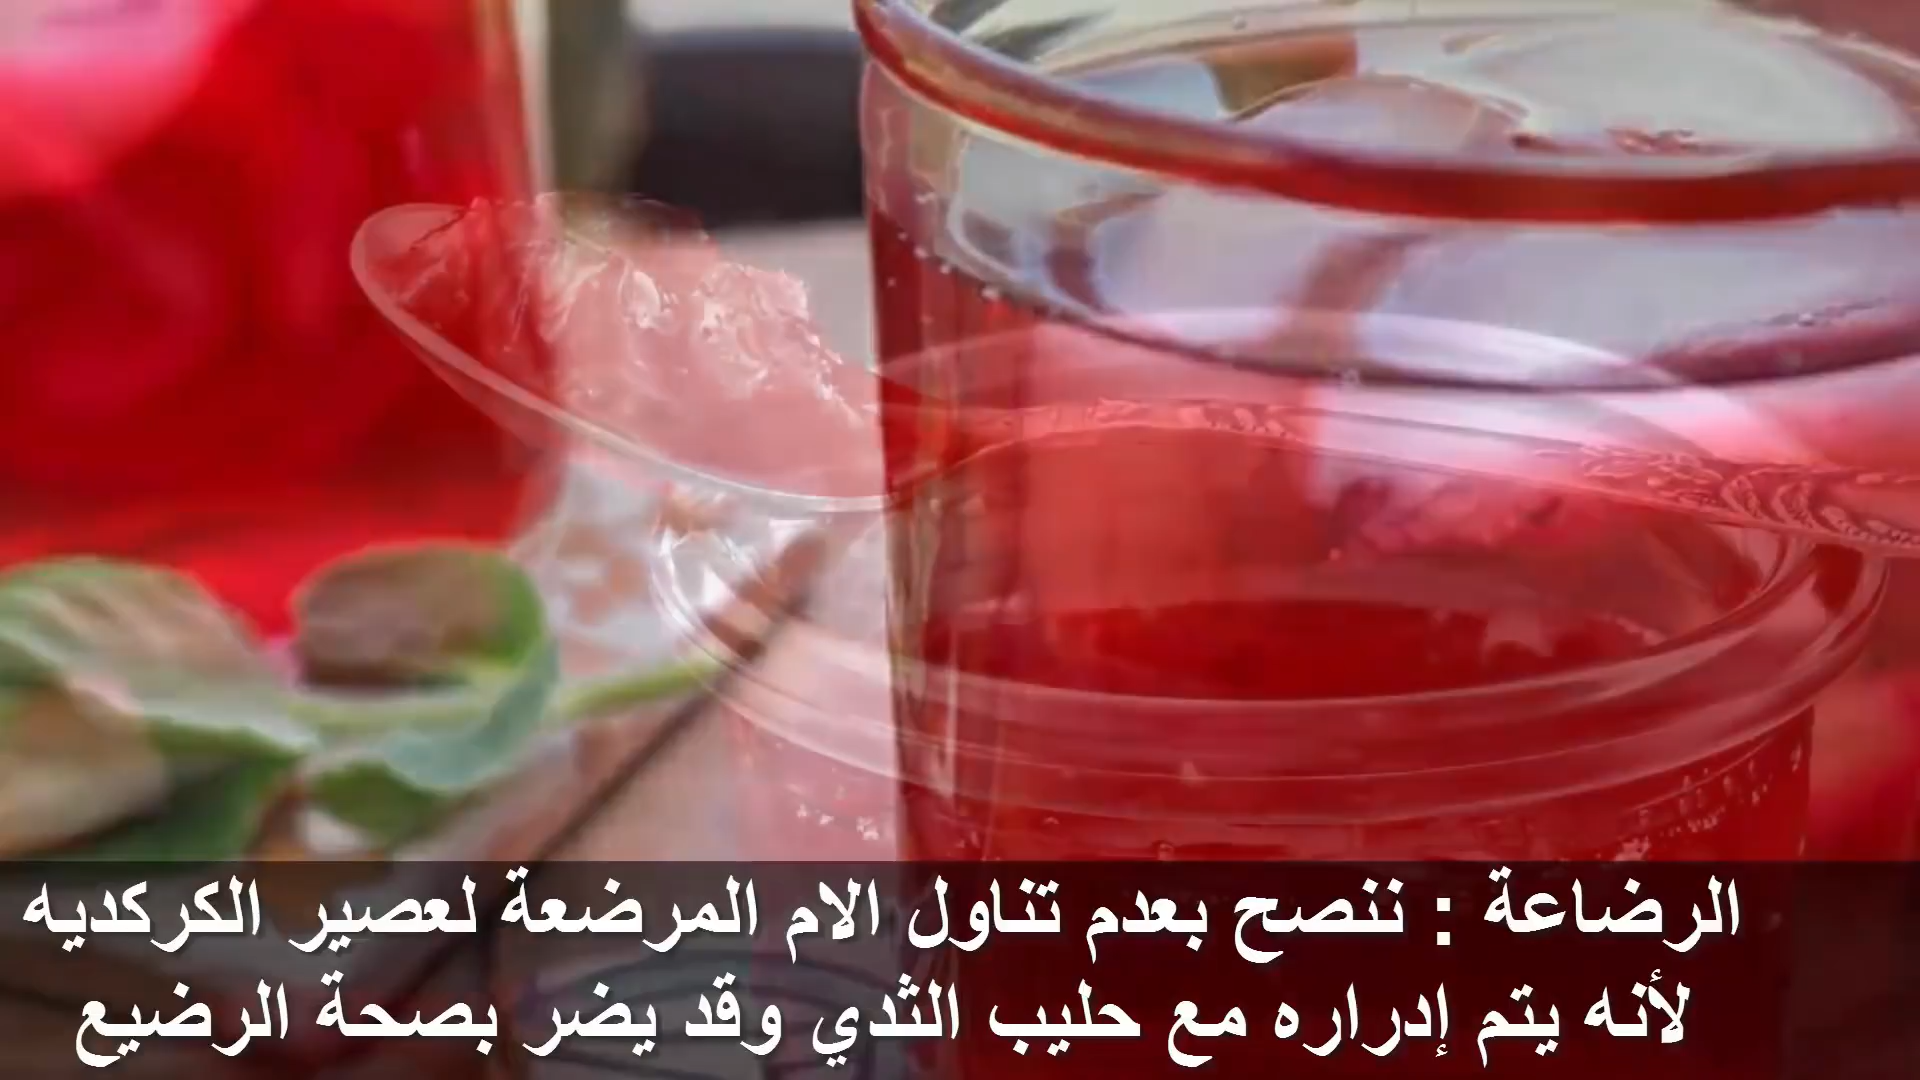 الرضاعة : ننصح بعدم تناول الام المرضعة لعصير الكركديه
لأنه يتم إدراره مع حليب الثدي وقد يضر بصحة الرضيع